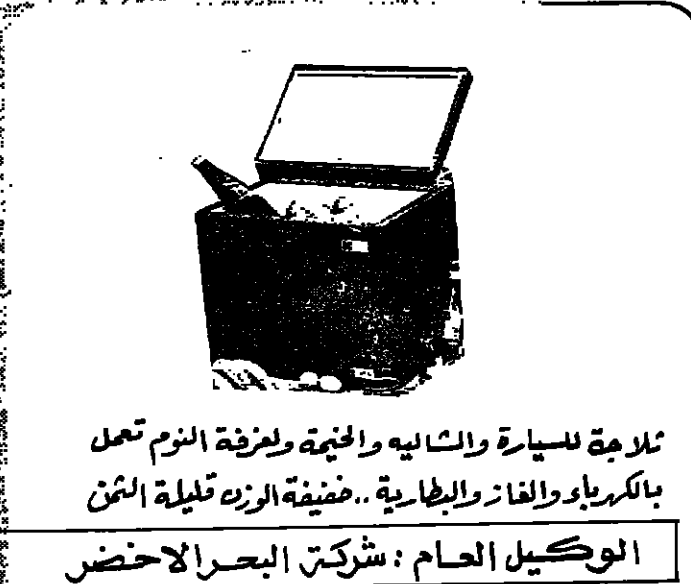 ثلاجة للسيارة والشاليه والخيمة ولغرفة النوم تعمل
بالكهرباء والغاز والبطارية .. خفيفة الوزن قليلة الثمن
الوكيل العام : شركة البحر الاخضر